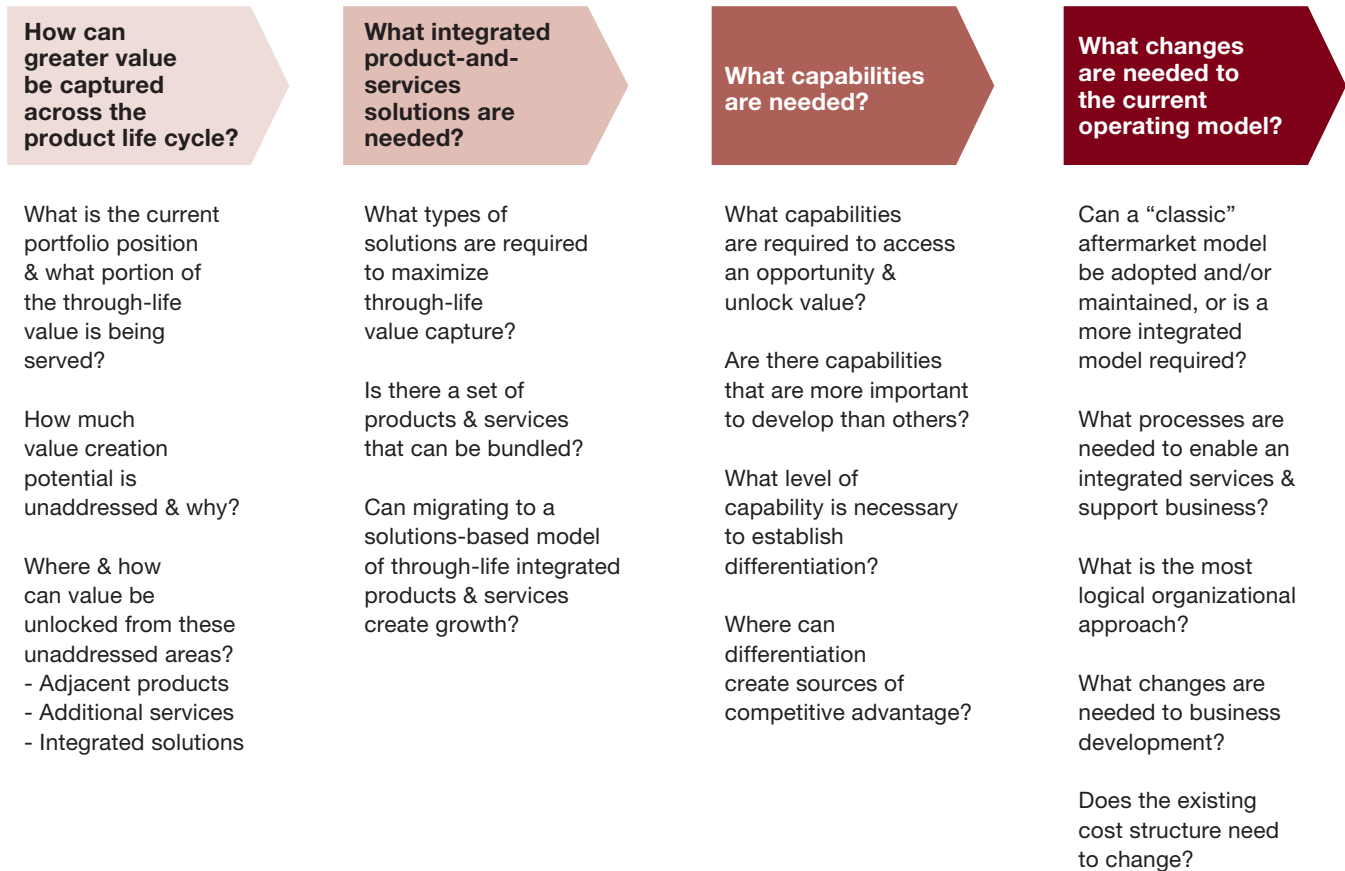 How can
greater value
be captured
across the
product life cycle?
What is the current
portfolio position
& what portion of
the through-life
value is being
served?
How much
value creation
potential is
unaddressed & why?
Where & how
can value be
unlocked from these
unaddressed areas?
- Adjacent products
- Additional services
- Integrated solutions
What integrated
product-and-
services
solutions are
needed?
What types of
solutions are required
to maximize
through-life
value capture?
Is there a set of
products & services
that can be bundled?
Can migrating to a
solutions-based model
of through-life integrated
products & services
create growth?
What capabilities
are needed?
What capabilities
are required to access
an opportunity &
unlock value?
Are there capabilities
that are more important
to develop than others?
What level of
capability is necessary
to establish
differentiation?
Where can
differentiation
create sources of
competitive advantage?
What changes
are needed to
the current
operating model?
Can a “classic”
aftermarket model
be adopted and/or
maintained, or is a
more integrated
model required?
What processes are
needed to enable an
integrated services &
support business?
What is the most
logical organizational
approach?
What changes are
needed to business
development?
Does the existing
cost structure need
to change?